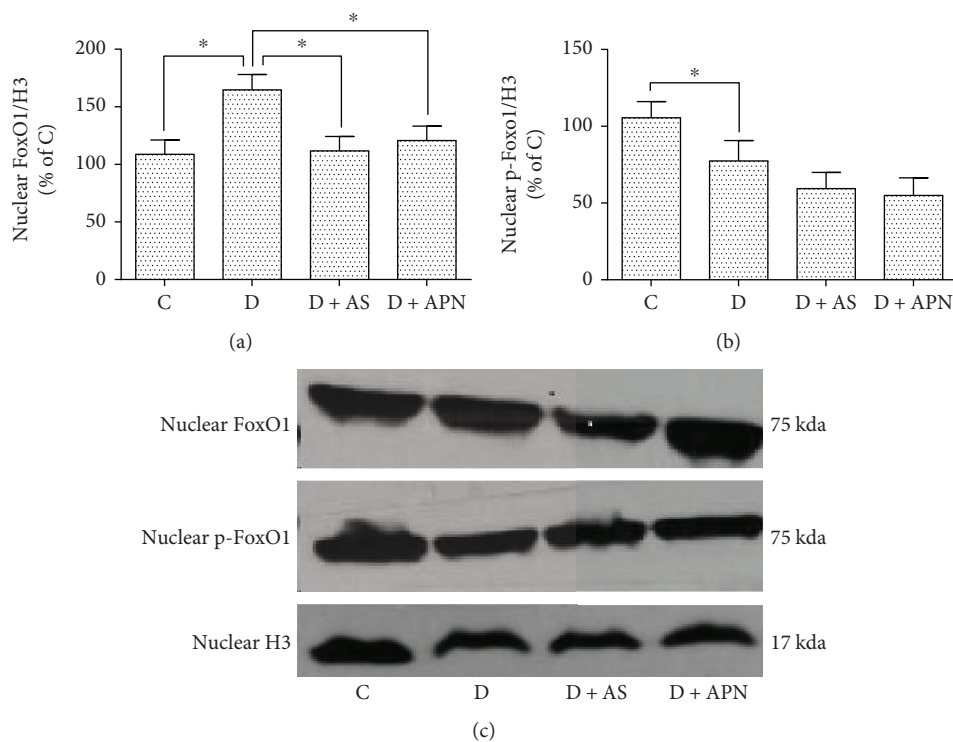 *
*
*
200
150
100
50
0
Nuclear FoxO1/H3
(% of C)
C D D + AS D + APN
(a)
*
150
100
50
0
Nuclear p-Foxo1/H3
(% of C)
C D D + AS D + APN
(b)
Nuclear FoxO1 75 kda
Nuclear p-FoxO1 75 kda
Nuclear H3 17 kda
C D D + AS D + APN
(c)